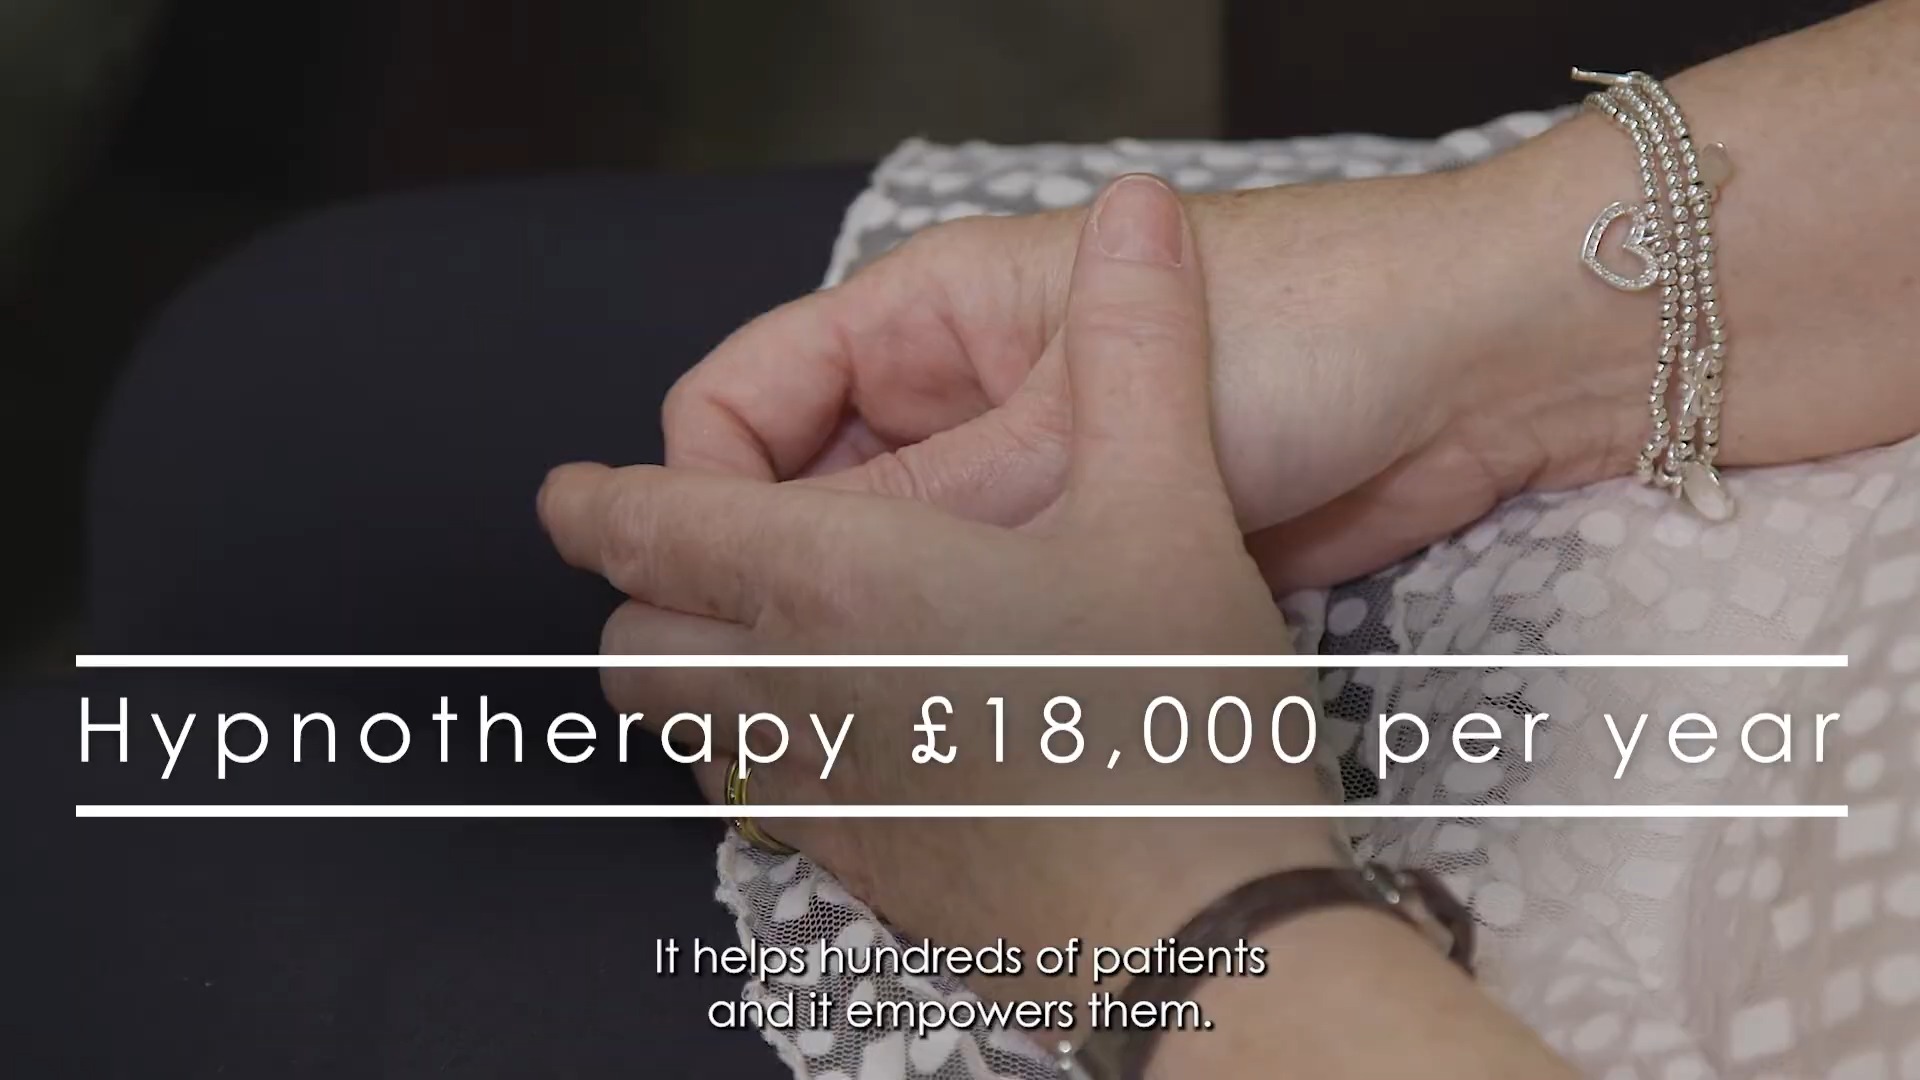 Hypnotherapy £18,000 per year
It helps hundreds of patients
and it empowers them.